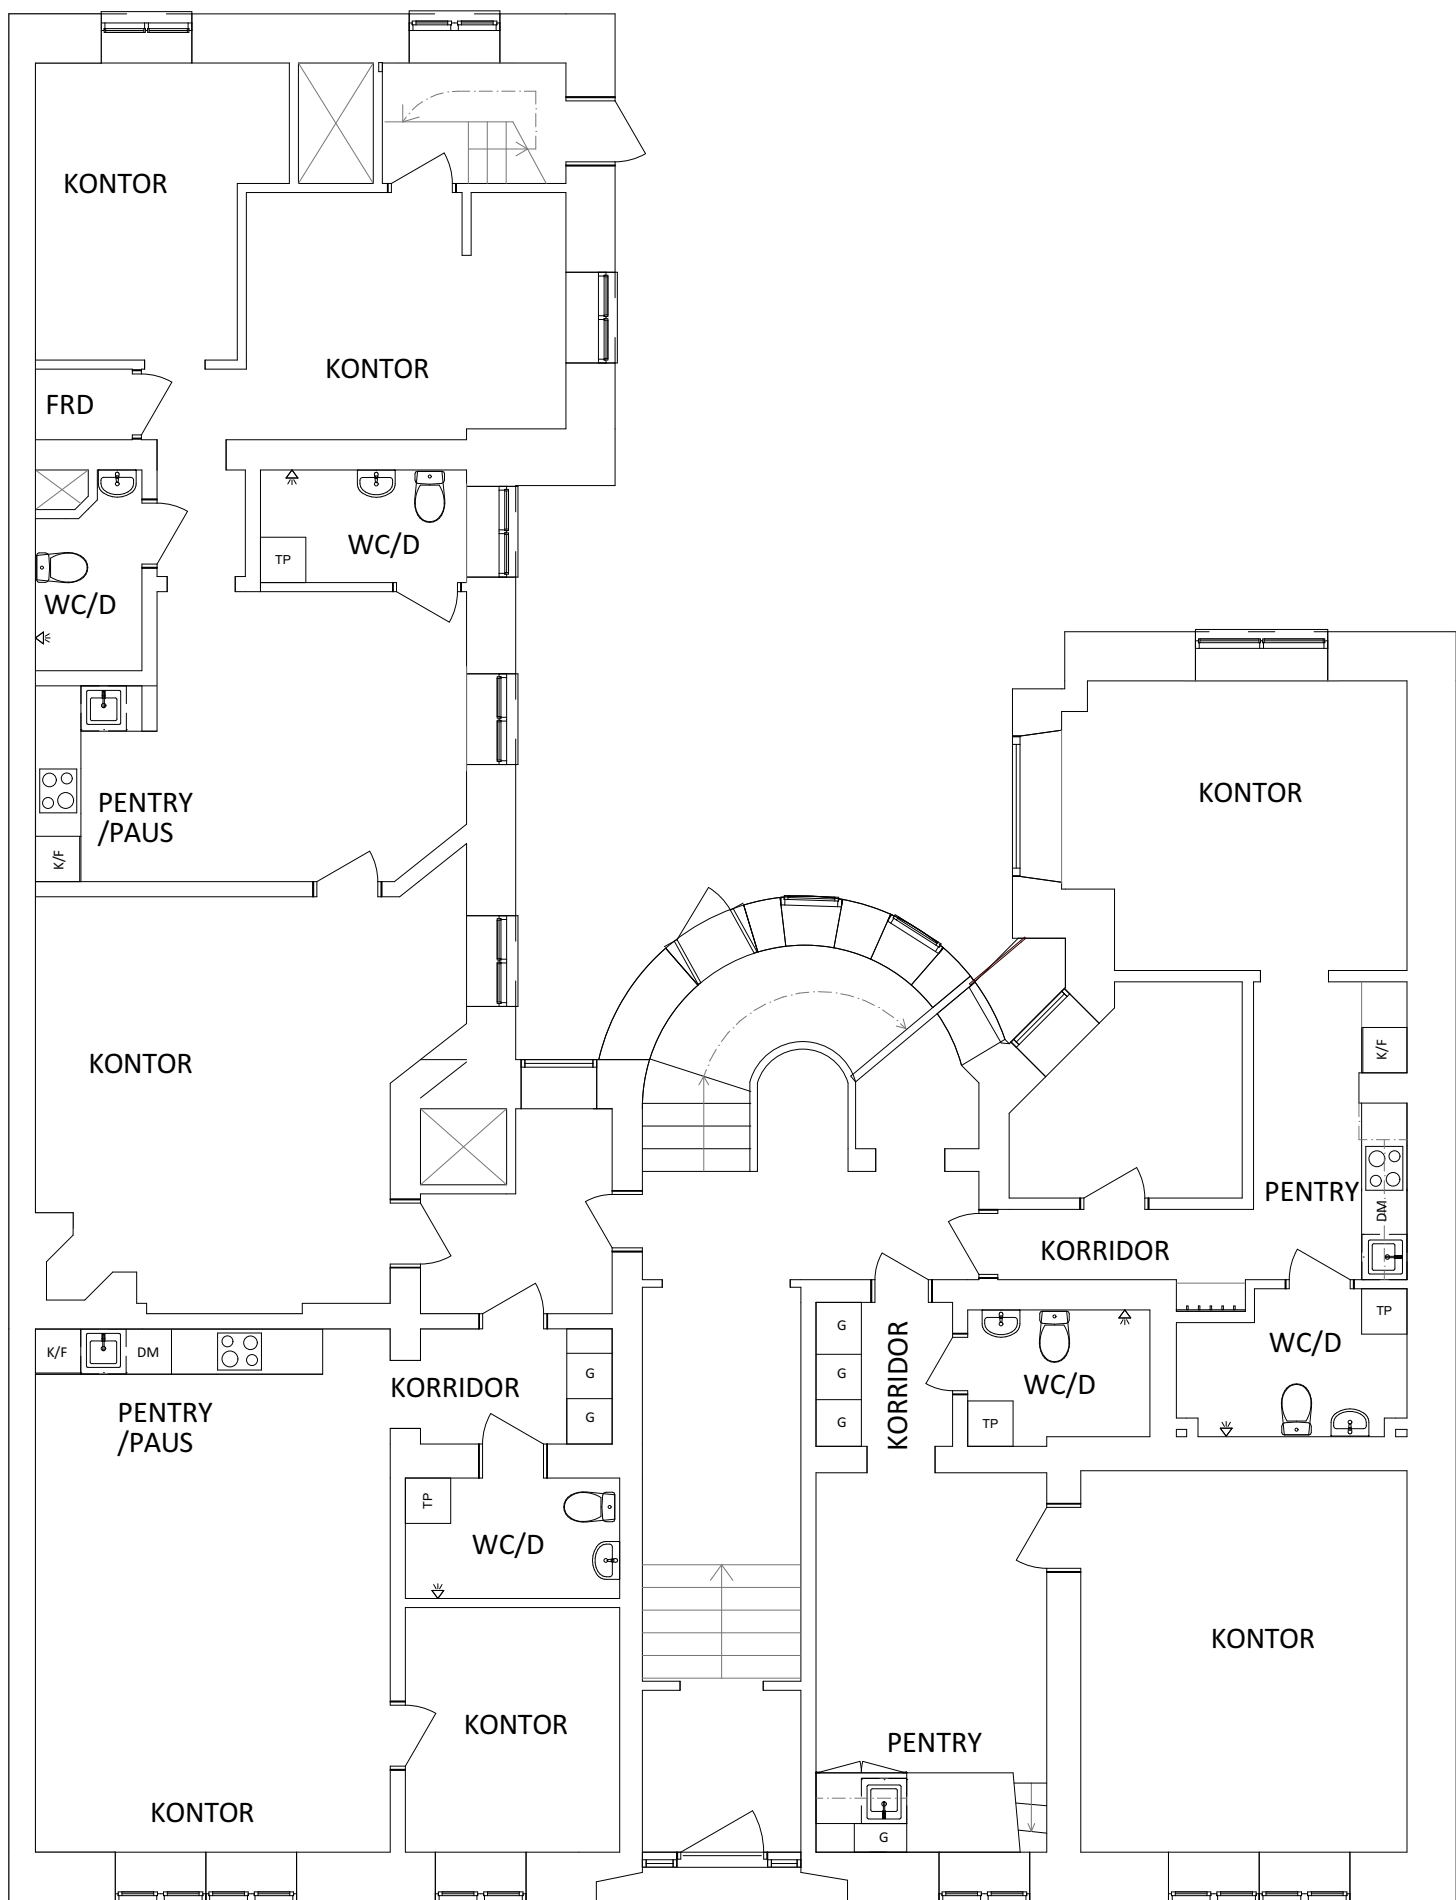 KONTOR
KONTOR
FRD
WC/D
TP
WC/D
PENTRY
/PAUS
K/F
KONTOR
KONTOR
K/F
PENTRY
DM
KORRIDOR
TP
WC/D
K/F
DM
KORRIDOR
G
G
PENTRY
/PAUS
TP
WC/D
G
G
G
KORRIDOR
WC/D
TP
KONTOR
KONTOR
KONTOR
PENTRY
G